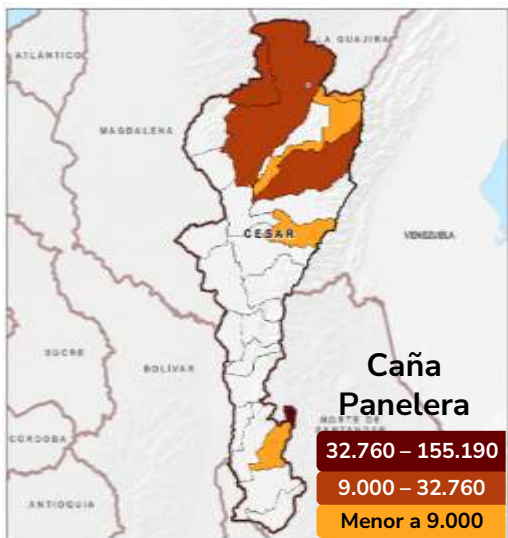 LA GUAJIRA
ATLÁNTICO
MAGDALENA
CESAR
VENEZUELA
SUCRE
BOLÍVAR
Caña
Panelera
NORTE DE
SANTANDER
CÓRDOBA
32.760 – 155.190
9.000 – 32.760
ANTIOQUIA
Menor a 9.000